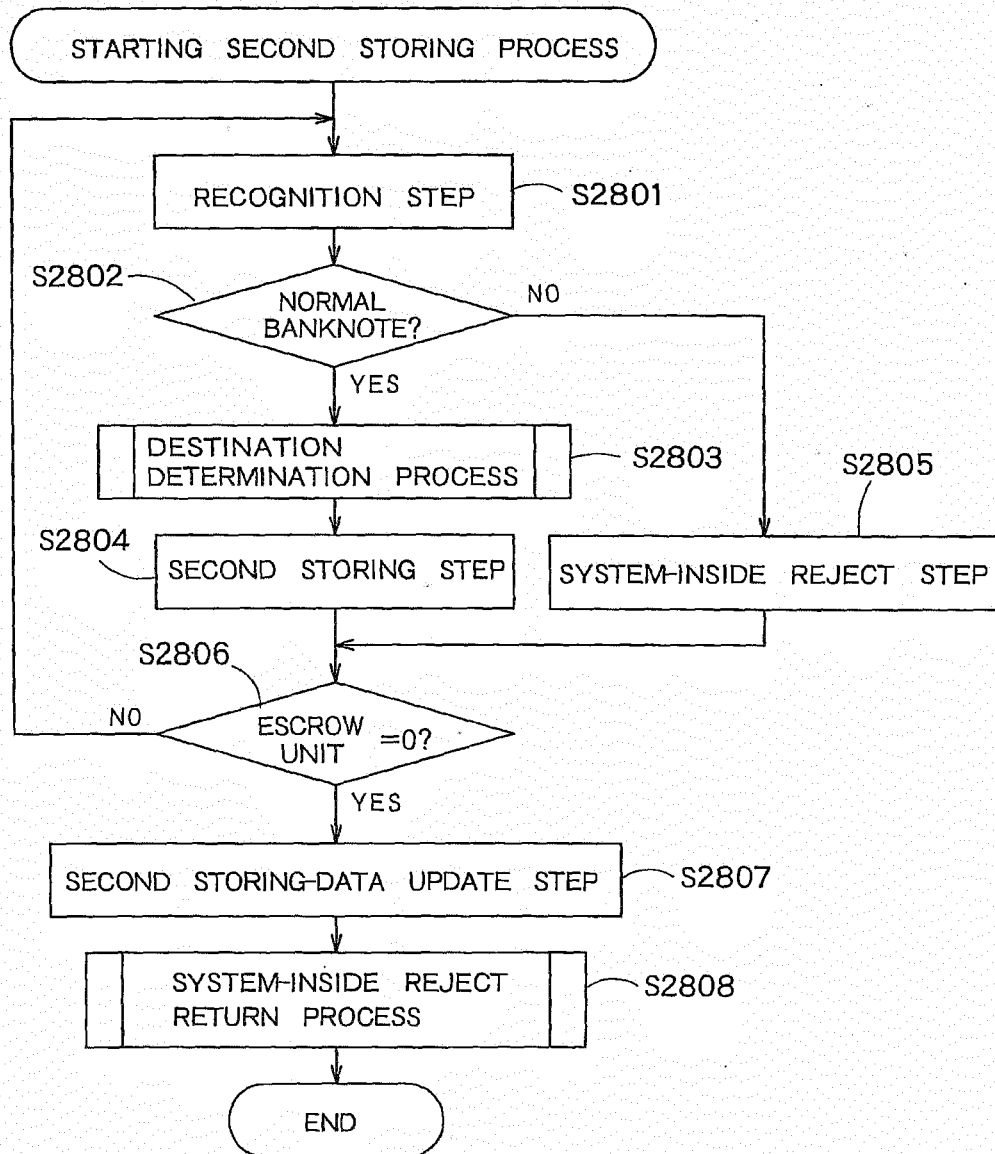 STARTING SECOND STORING PROCESS
RECOGNITION STEP
S2801
S2802
NORMAL
BANKNOTE?
NO
YES
DESTINATION
DETERMINATION PROCESS
S2803
S2805
S2804
SECOND STORING STEP
SYSTEM-INSIDE REJECT STEP
S2806
NO
ESCROW
UNIT =0?
YES
SECOND STORING-DATA UPDATE STEP
S2807
SYSTEM-INSIDE REJECT
RETURN PROCESS
S2808
END